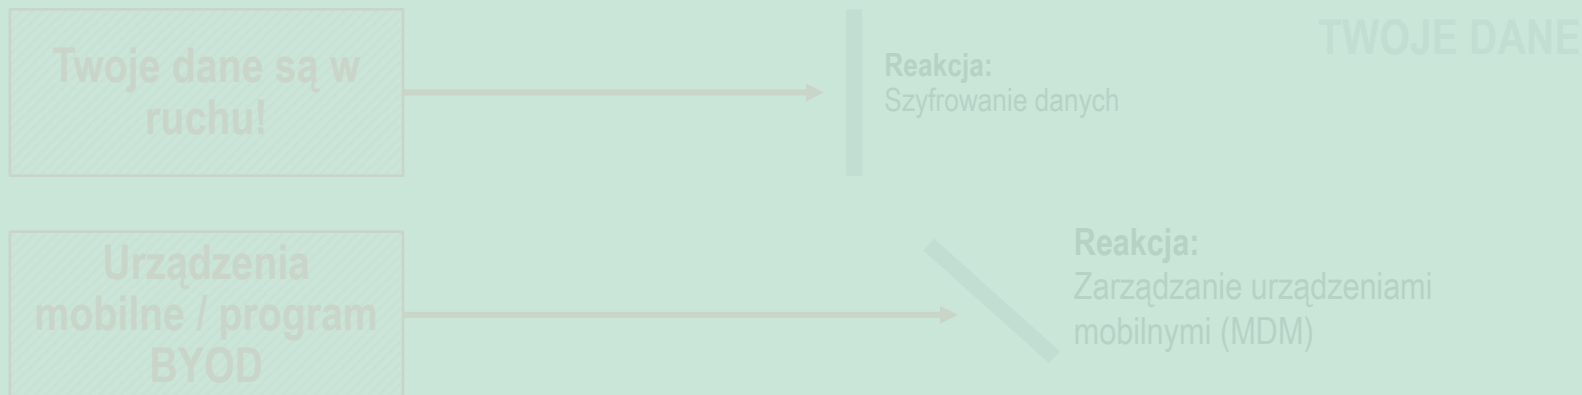 Twoje dane są w
ruchu!
Reakcja:
Szyfrowanie danych
TWOJE DANE
Urządzenia
mobilne / program
BYOD
Reakcja:
Zarządzanie urządzeniami
mobilnymi (MDM)